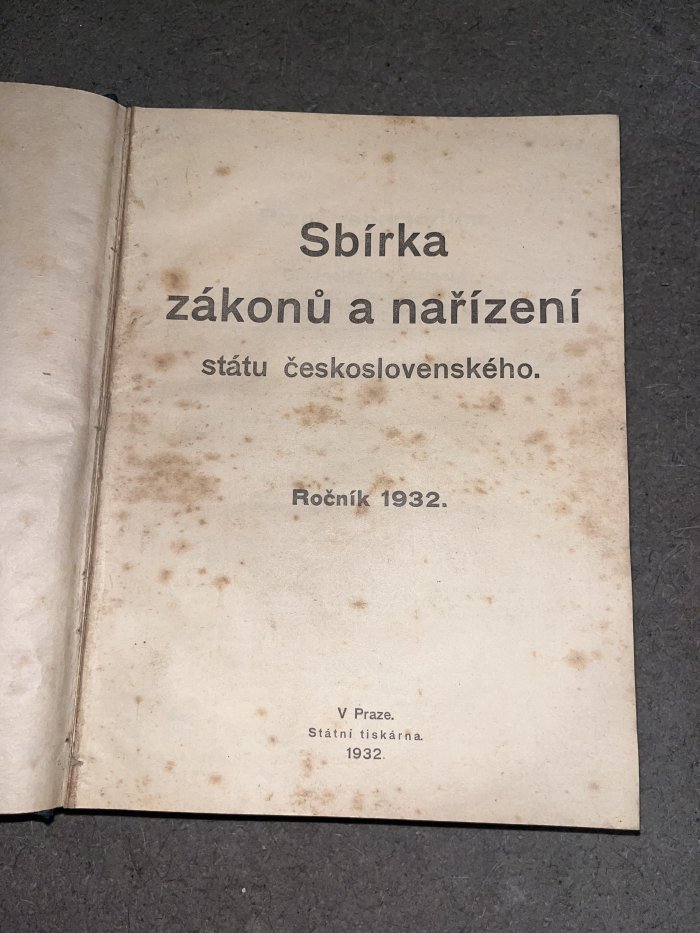 Sbírka
zákonů a nařízení
státu československého.
Ročník 1932.
V Praze.
Státní tiskárna.
1932.